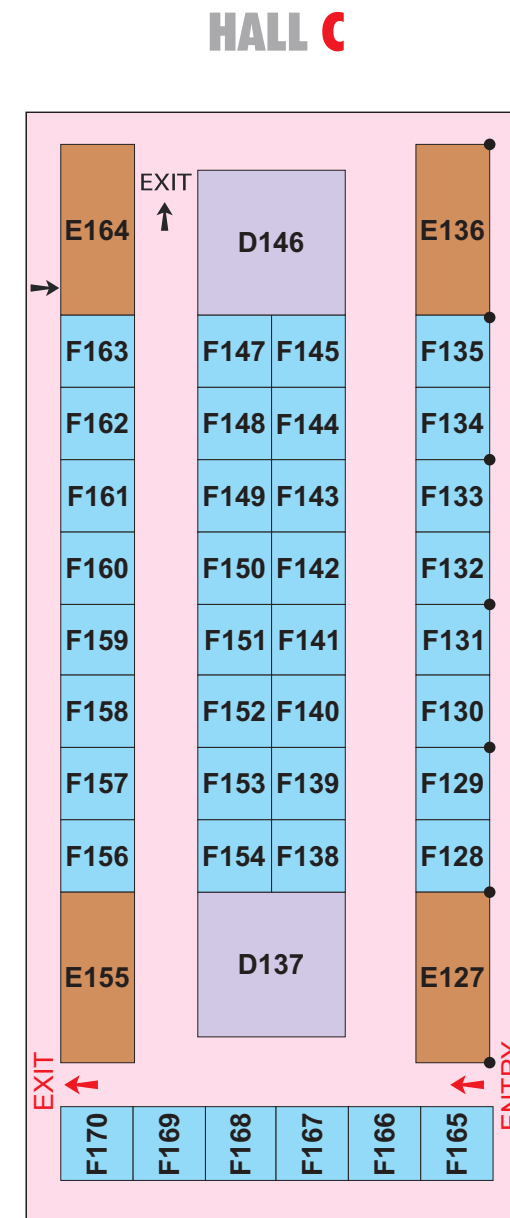 HALL C
EXIT
E164 D146 E136
F163 F147 F145 F135
F162 F148 F144 F134
F161 F149 F143 F133
F160 F150 F142 F132
F159 F151 F141 F131
F158 F152 F140 F130
F157 F153 F139 F129
F156 F154 F138 F128
E155 D137 E127
EXIT ENTRY
F170 F169 F168 F167 F166 F165